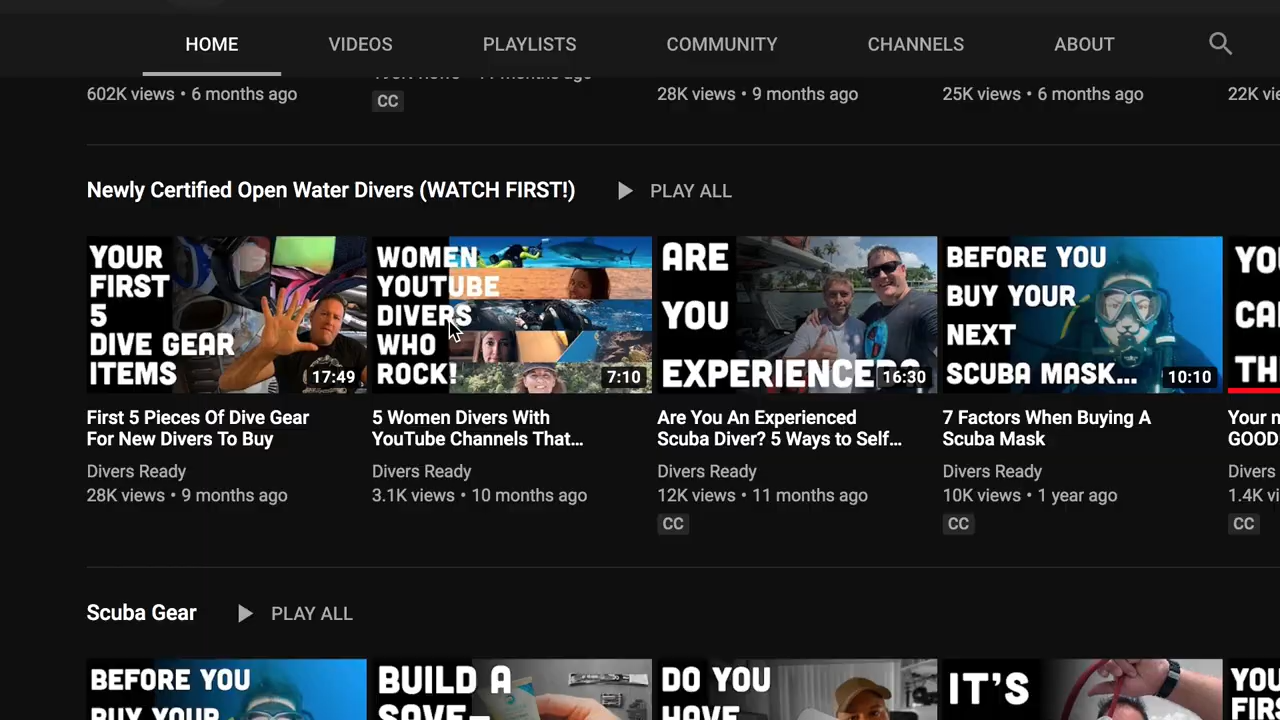 HOME VIDEOS PLAYLISTS COMMUNITY CHANNELS ABOUT
602K views • 6 months ago
CC
28K views • 9 months ago
25K views • 6 months ago
Newly Certified Open Water Divers (WATCH FIRST!) PLAY ALL
YOUR
FIRST
5
DIVE GEAR
ITEMS
17:49
WOMEN
YOUTUBE
DIVERS
WHO
ROCK!
7:10
ARE
YOU
16:30
BEFORE YOU
BUY YOUR
NEXT
SCUBA MASK...
10:10
First 5 Pieces Of Dive Gear
For New Divers To Buy
Divers Ready
28K views • 9 months ago
5 Women Divers With
YouTube Channels That...
Divers Ready
3.1K views • 10 months ago
Are You An Experienced
Scuba Diver? 5 Ways to Self...
Divers Ready
12K views • 11 months ago
CC
7 Factors When Buying A
Scuba Mask
Divers Ready
10K views • 1 year ago
CC
GOOD
Divers
CC
Scuba Gear PLAY ALL
BEFORE YOU
BUY YOUR
BUILD A
SAVE-
DO YOU
HAVE
IT'S